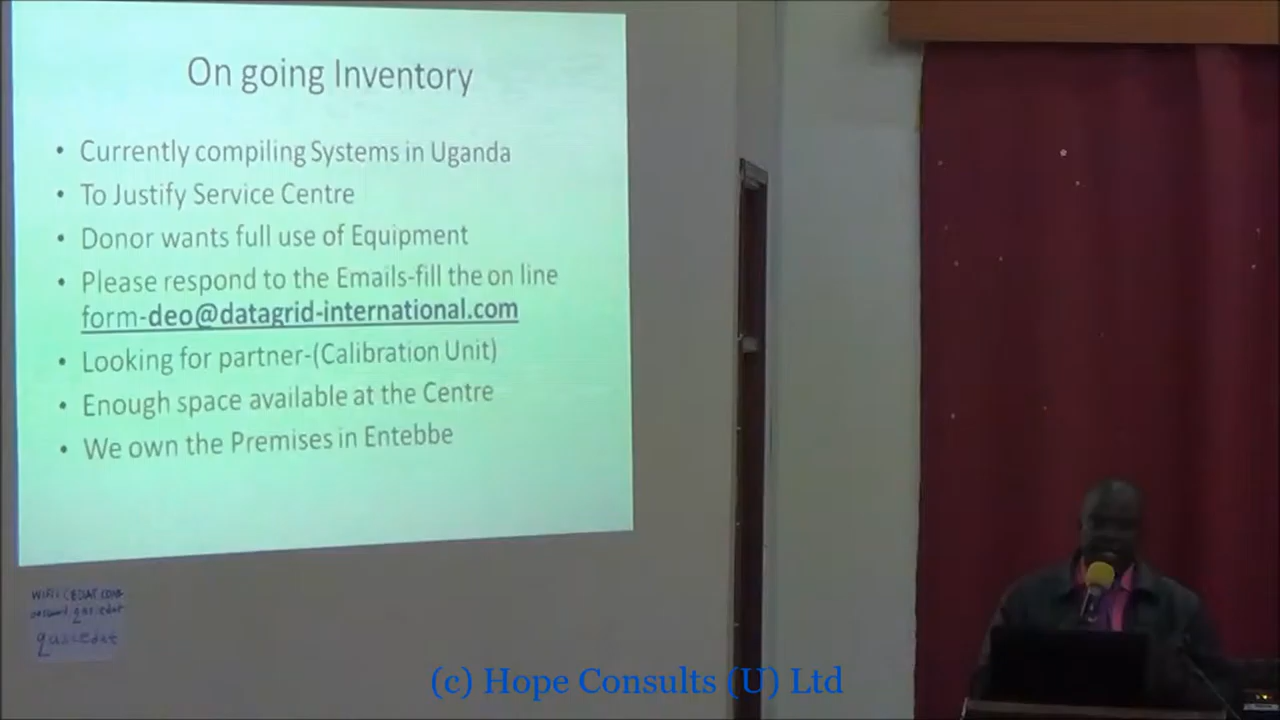 On going Inventory
• Currently compiling Systems in Uganda
• To Justify Service Centre
• Donor wants full use of Equipment
• Please respond to the Emails-fill the on line
form-deo@datagrid-international.com
• Looking for partner-(Calibration Unit)
• Enough space available at the Centre
• We own the Premises in Entebbe
(c) Hope Consults (U) Ltd